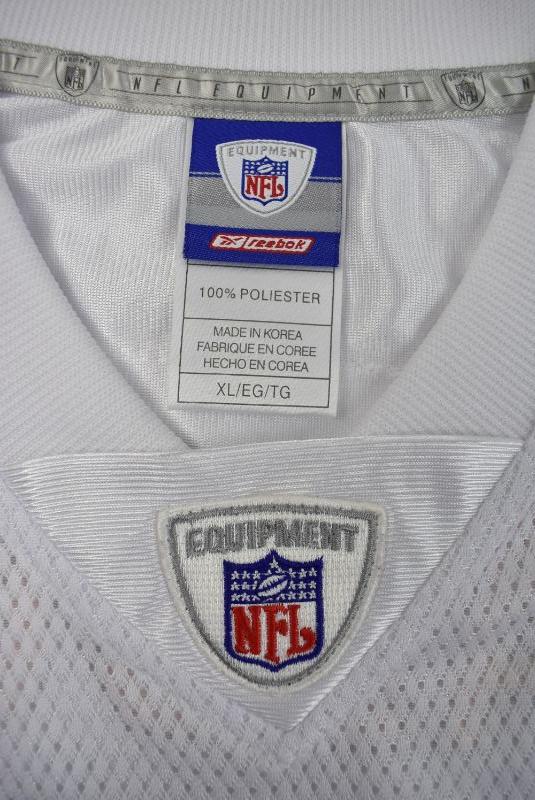 T NFL EQUIPMENT N
EQUIPMENT
NFL
reebok
100% POLIESTER
MADE IN KOREA
FABRIQUE EN COREE
HECHO EN COREA
XL/EG/TG
EQUIPMENT
NFL